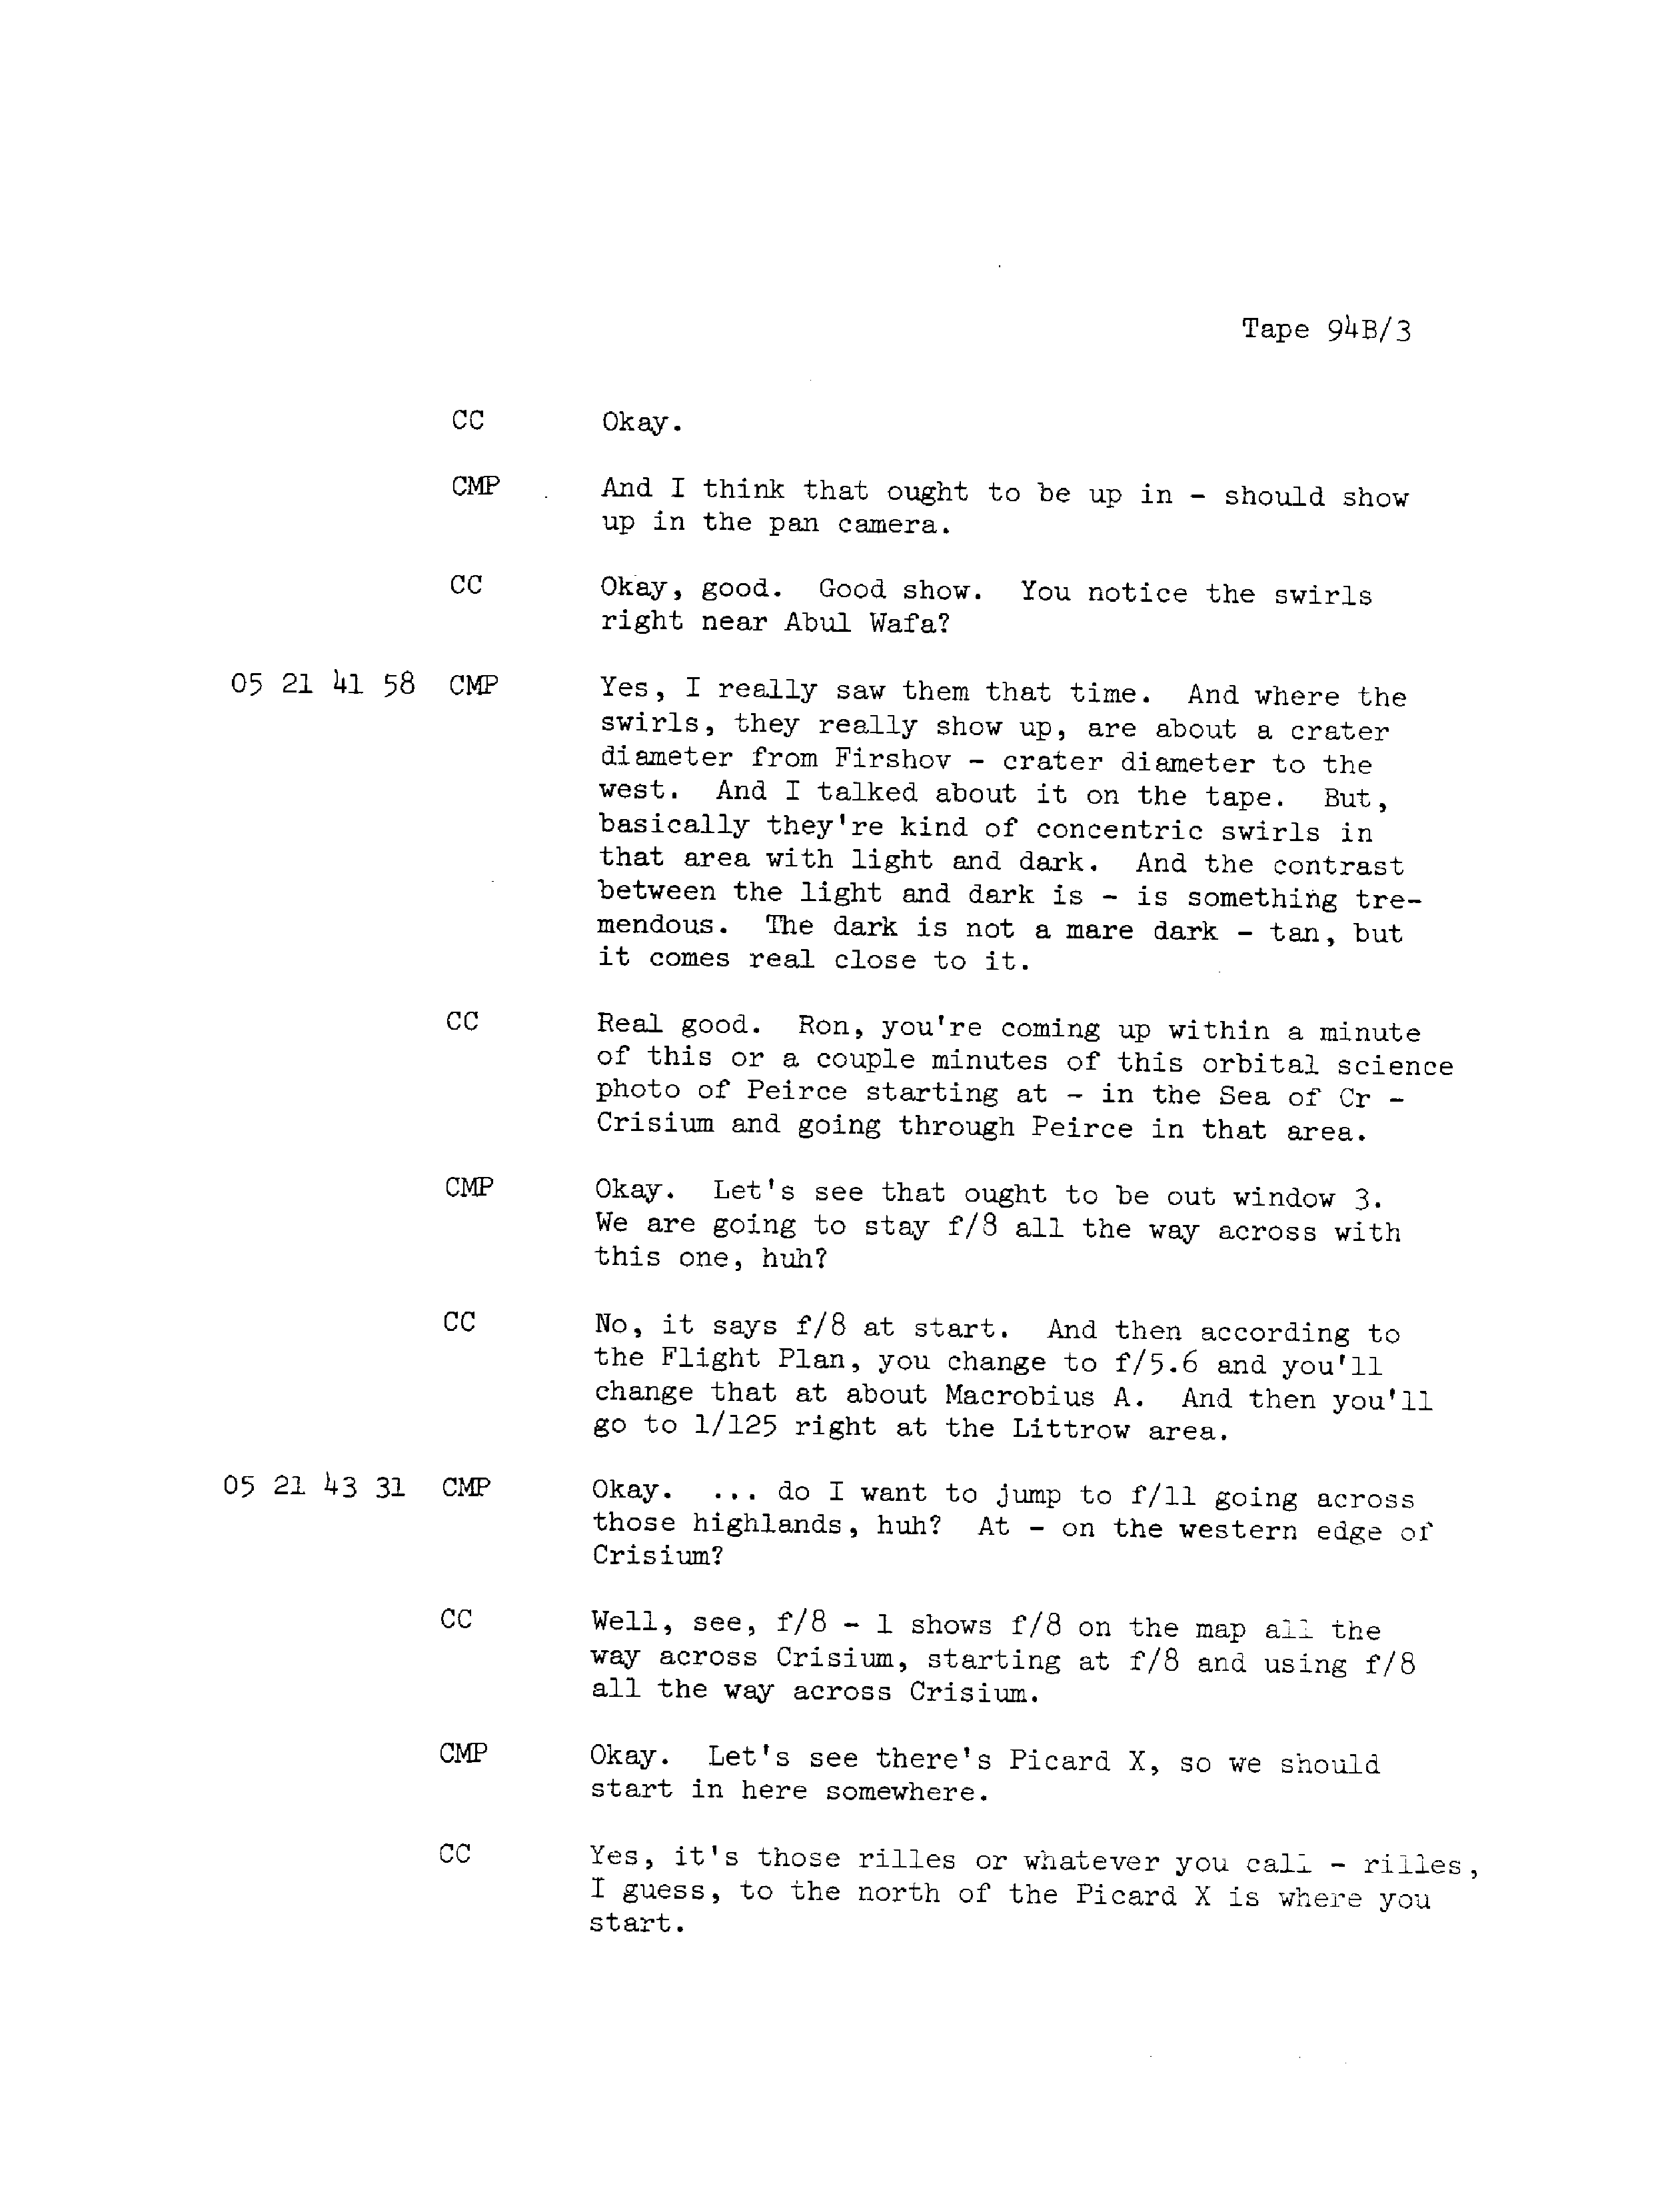 Tape 94B/3
CC Okay.
CMP And I think that ought to be up in - should show
up in the pan camera.
CC Okay, good. Good show. You notice the swirls
right near Abul Wafa?
05 21 41 58 CMP Yes, I really saw them that time. And where the
swirls, they really show up, are about a crater
diameter from Firshov - crater diameter to the
west. And I talked about it on the tape. But,
basically they're kind of concentric swirls in
that area with light and dark. And the contrast
between the light and dark is - is something tre-
mendous. The dark is not a mare dark - tan, but
it comes real close to it.
CC Real good. Ron, you're coming up within a minute
of this or a couple minutes of this orbital science
photo of Peirce starting at - in the Sea of Cr -
Crisium and going through Peirce in that area.
CMP Okay. Let's see that ought to be out window 3.
We are going to stay f/8 all the way across with
this one, huh?
CC No, it says f/8 at start. And then according to
the Flight Plan, you change to f/5.6 and you'll
change that at about Macrobius A. And then you'll
go to 1/125 right at the Littrow area.
05 21 43 31 CMP Okay. ... do I want to jump to f/11 going across
those highlands, huh? At - on the western edge of
Crisium?
CC Well, see, f/8 - 1 shows f/8 on the map all the
way across Crisium, starting at f/8 and using f/8
all the way across Crisium.
CMP Okay. Let's see there's Picard X, so we should
start in here somewhere.
CC Yes, it's those rilles or whatever you call - rilles,
I guess, to the north of the Picard X is where you
start.